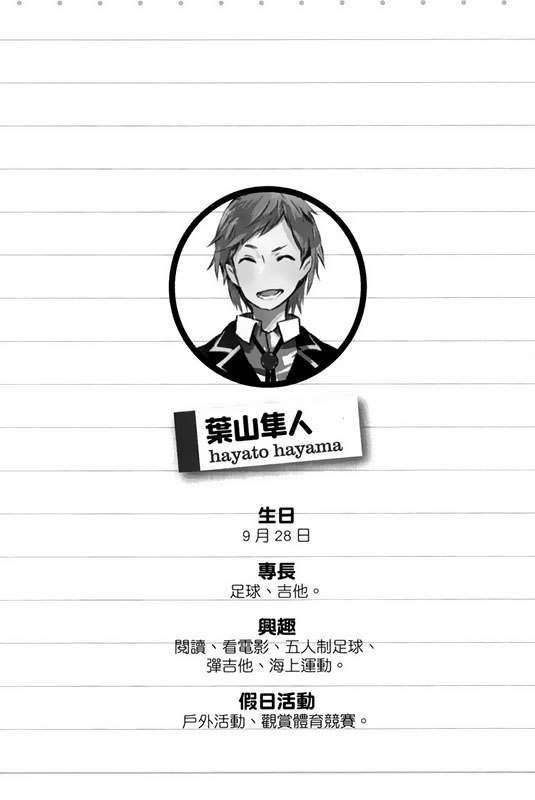 葉山隼人
hayato hayama
生日
9月28日
專長
足球、吉他。
興趣
閱讀、看電影、五人制足球、
彈吉他、海上運動。
假日活動
戶外活動、觀賞體育競賽。